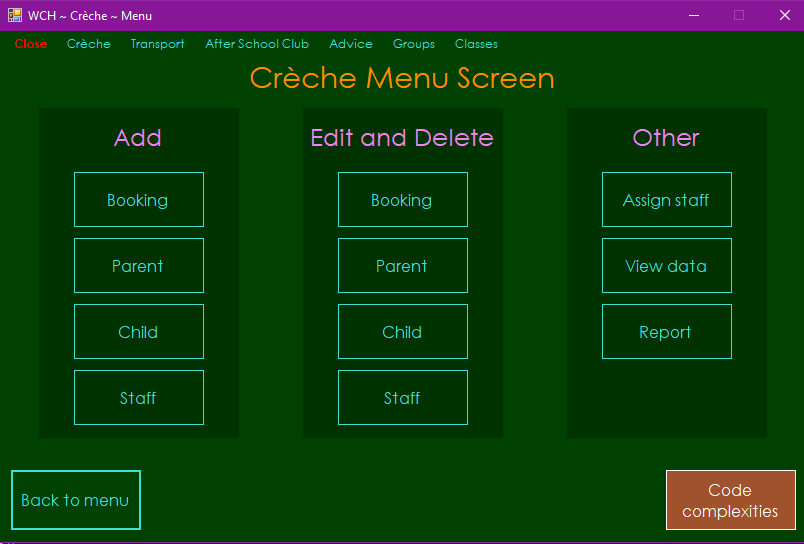 WCH ~ Crèche ~ Menu
Close Crèche Transport After School Club Advice Groups Classes
Crèche Menu Screen
Add
Booking
Parent
Child
Staff
Edit and Delete
Booking
Parent
Child
Staff
Other
Assign staff
View data
Report
Back to menu
Code
complexities